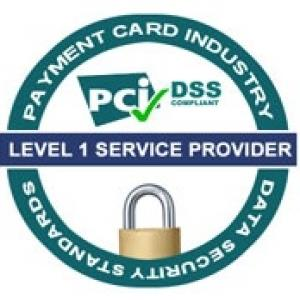 PAYMENT CARD INDUSTRY
PCi DSS
COMPLIANT
LEVEL 1 SERVICE PROVIDER
DATA SECURITY STANDARDS